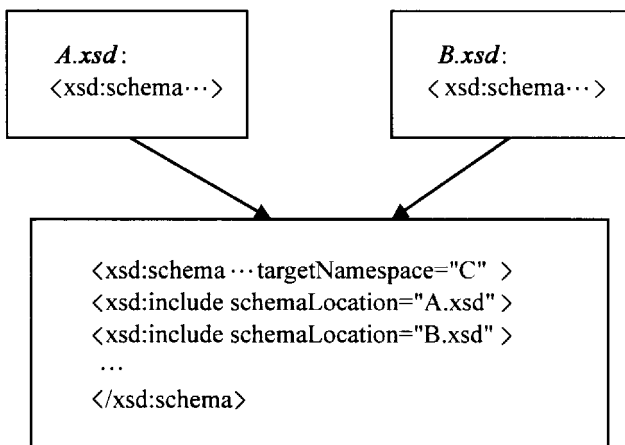 A.xsd:
<xsd:schema⋯>
B.xsd:
<xsd:schema⋯>
<xsd:schema ⋯targetNamespace="C" >
<xsd:include schemaLocation="A.xsd" >
<xsd:include schemaLocation="B.xsd" >
⋯
</xsd:schema>